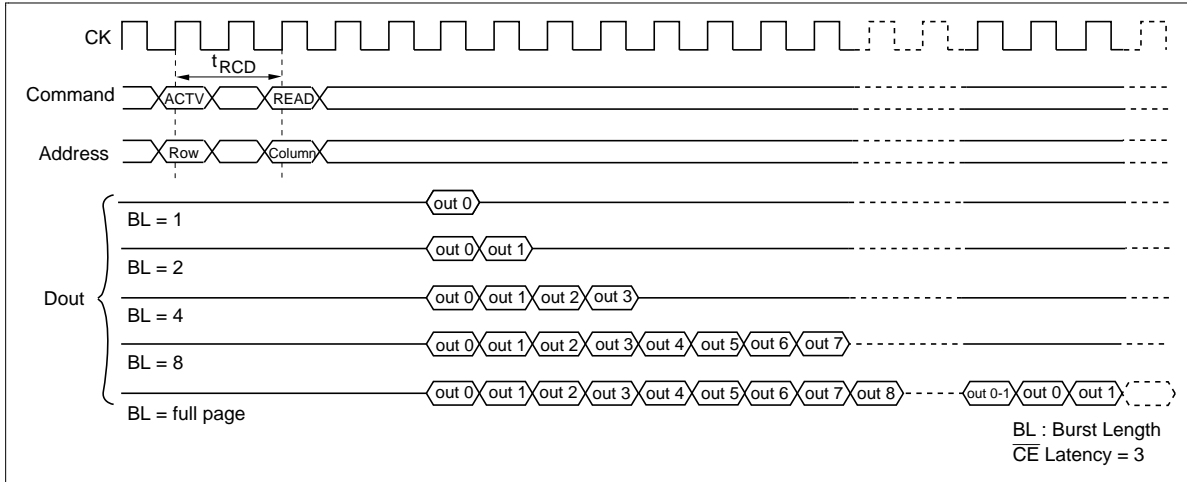 CK
tRCD
Command ACTV READ
Address Row Column
Dout
out 0
BL = 1
out 0 out 1
BL = 2
out 0 out 1 out 2 out 3
BL = 4
out 0 out 1 out 2 out 3 out 4 out 5 out 6 out 7
BL = 8
out 0 out 1 out 2 out 3 out 4 out 5 out 6 out 7 out 8 out 0-1 out 0 out 1
BL = full page
BL : Burst Length
CE Latency = 3